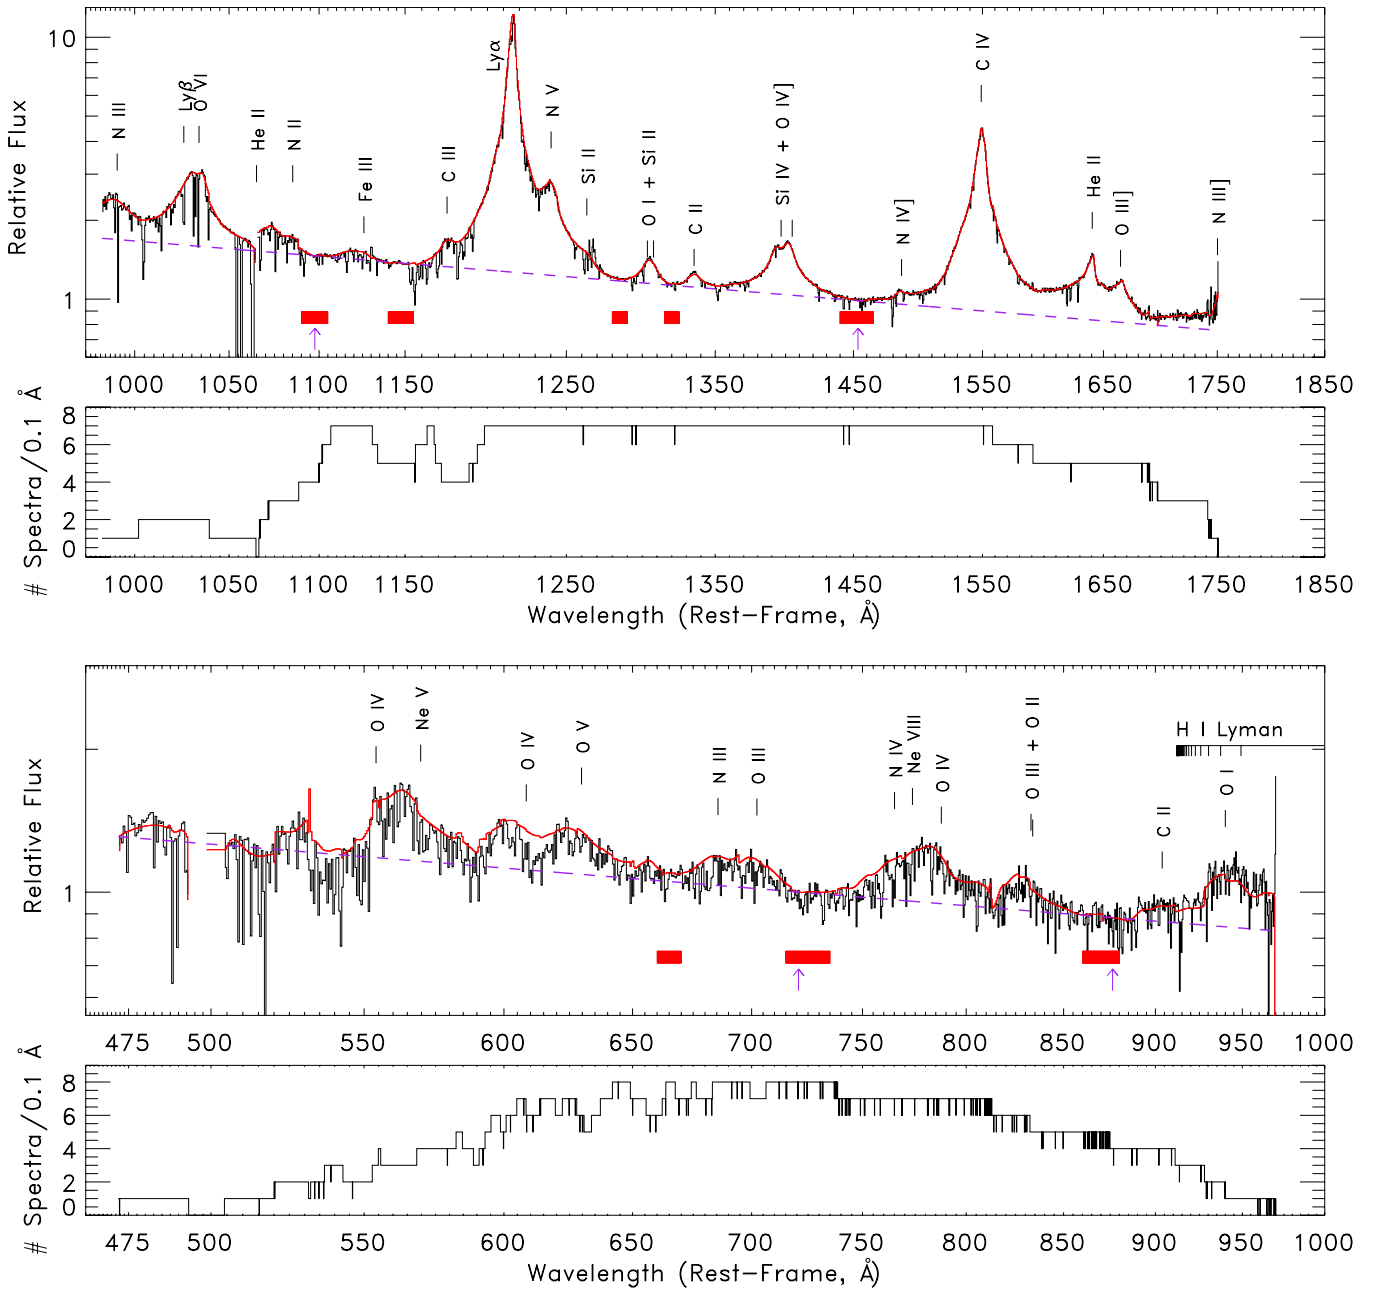 Relative Flux
10
1
N III
Lyβ
O VI
He II
N II
Fe III
C III
Lyα
N V
Si II
O I + Si II
C II
Si IV + O IV]
N IV]
C IV
He II
O III]
N III]
1000 1050 1100 1150 1250 1350 1450 1550 1650 1750 1850
# Spectra/0.1 Å
8
6
4
2
0
1000 1050 1100 1150 1250 1350 1450 1550 1650 1750 1850
Wavelength (Rest-Frame, Å)
Relative Flux
1
O IV
Ne V
O IV
O V
N III
O III
N IV
Ne VIII
O IV
O III + O II
C II
H I Lyman
O I
475 500 550 600 650 700 750 800 850 900 950 1000
# Spectra/0.1 Å
8
6
4
2
0
475 500 550 600 650 700 750 800 850 900 950 1000
Wavelength (Rest-Frame, Å)